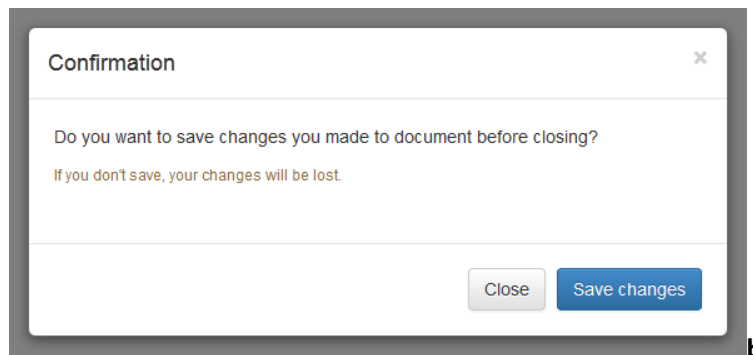 Confirmation ×
Do you want to save changes you made to document before closing?
If you don't save, your changes will be lost.
Close Save changes